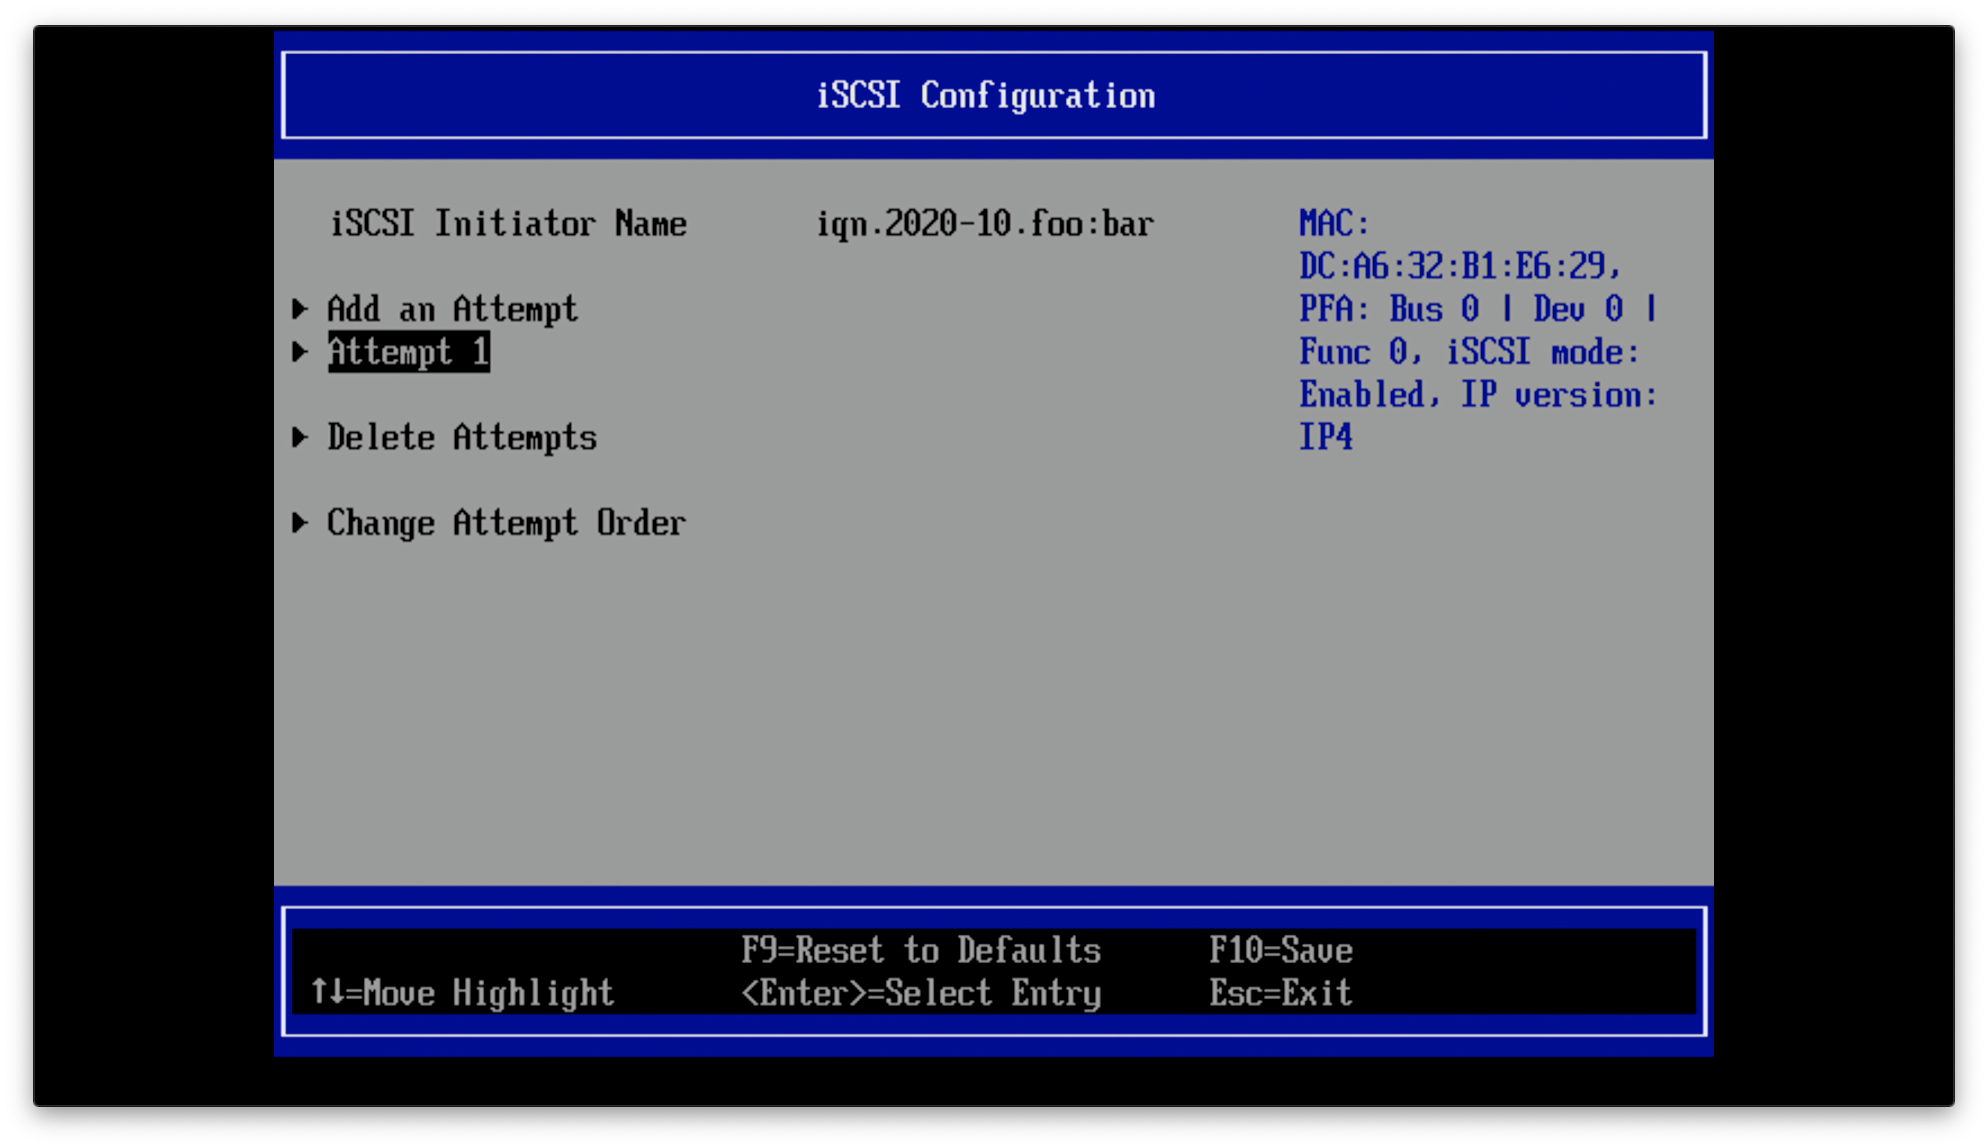 iSCSI Configuration
iSCSI Initiator Name iqn.2020-10.foo:bar
Add an Attempt
Attempt 1
Delete Attempts
Change Attempt Order
MAC:
DC:A6:32:B1:E6:29,
PFA: Bus 0 | Dev 0 |
Func 0, iSCSI mode:
Enabled, IP version:
IP4
F9=Reset to Defaults F10=Save
↑↓=Move Highlight <Enter>=Select Entry Esc=Exit